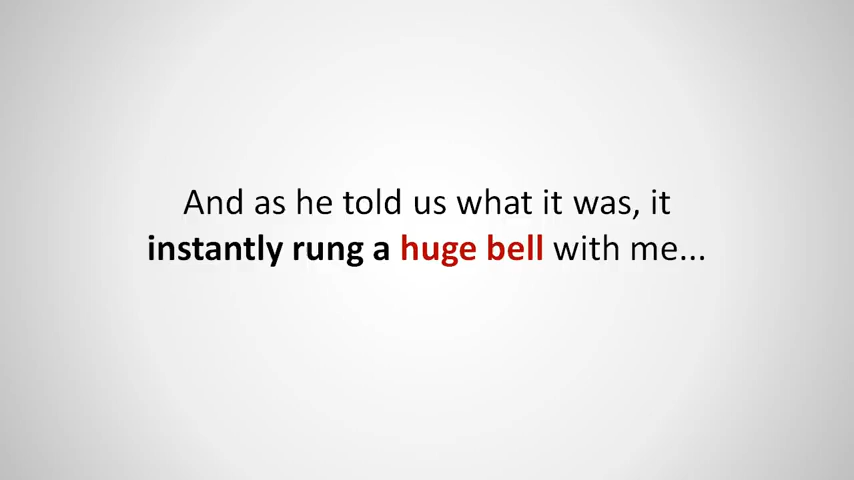 And as he told us what it was, it
instantly rung a huge bell with me...